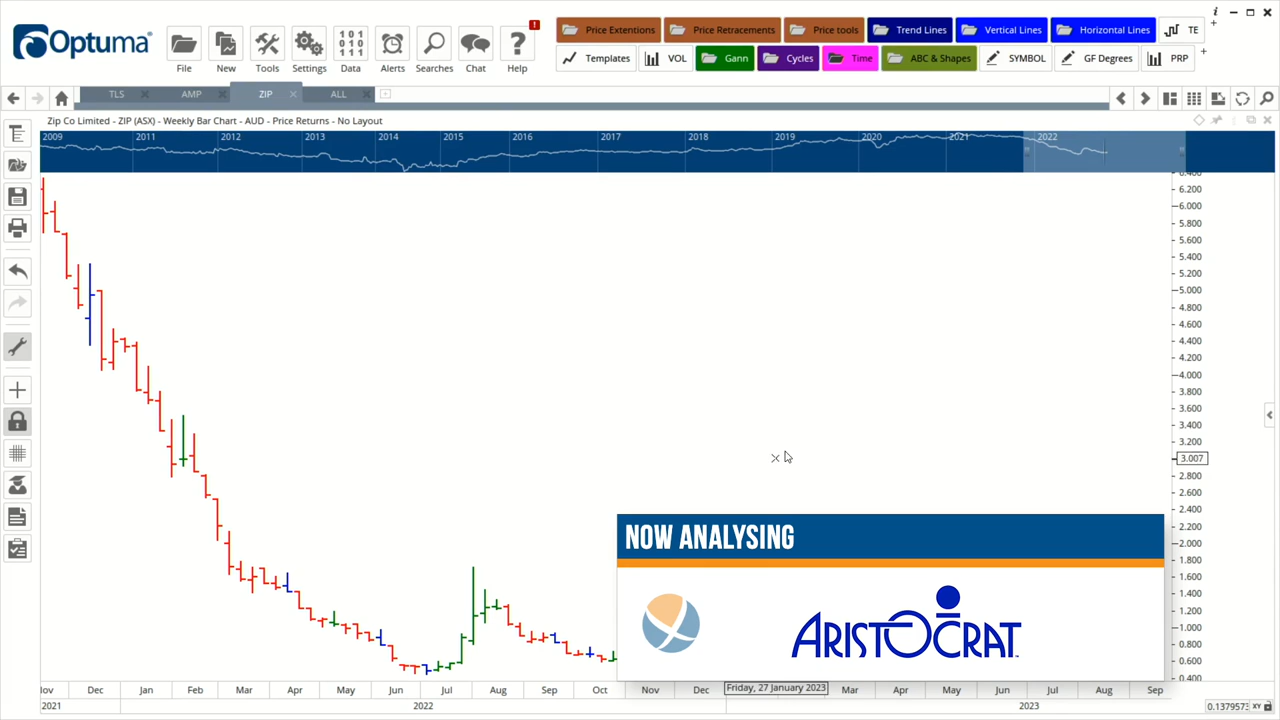 Optuma®
File
New
Tools
Settings
Data
Alerts
Searches
Chat
Help
Price Extentions
Price Retracements
Price tools
Trend Lines
Vertical Lines
Horizontal Lines
TE
Templates
VOL
Gann
Cycles
Time
ABC & Shapes
SYMBOL
GF Degrees
PRP
TLS
AMP
ZIP
ALL
Zip Co Limited - ZIP (ASX) - Weekly Bar Chart - AUD - Price Returns - No Layout
2009 2011 2012 2013 2014 2015 2016 2017 2018 2019 2020 2021 2022
6.400
6.200
6.000
5.800
5.600
5.400
5.200
5.000
4.800
4.600
4.400
4.200
4.000
3.800
3.600
3.400
3.200
3.007
2.800
2.600
2.400
2.200
2.000
1.800
1.600
1.400
1.200
1.000
0.800
0.600
0.400
NOW ANALYSING
ARISTOCRAT
Nov Dec Jan Feb Mar Apr May Jun Jul Aug Sep Oct Nov Dec Friday, 27 January 2023 Mar Apr May Jun Jul Aug Sep
2021 2022 2023
0.1379573 XY